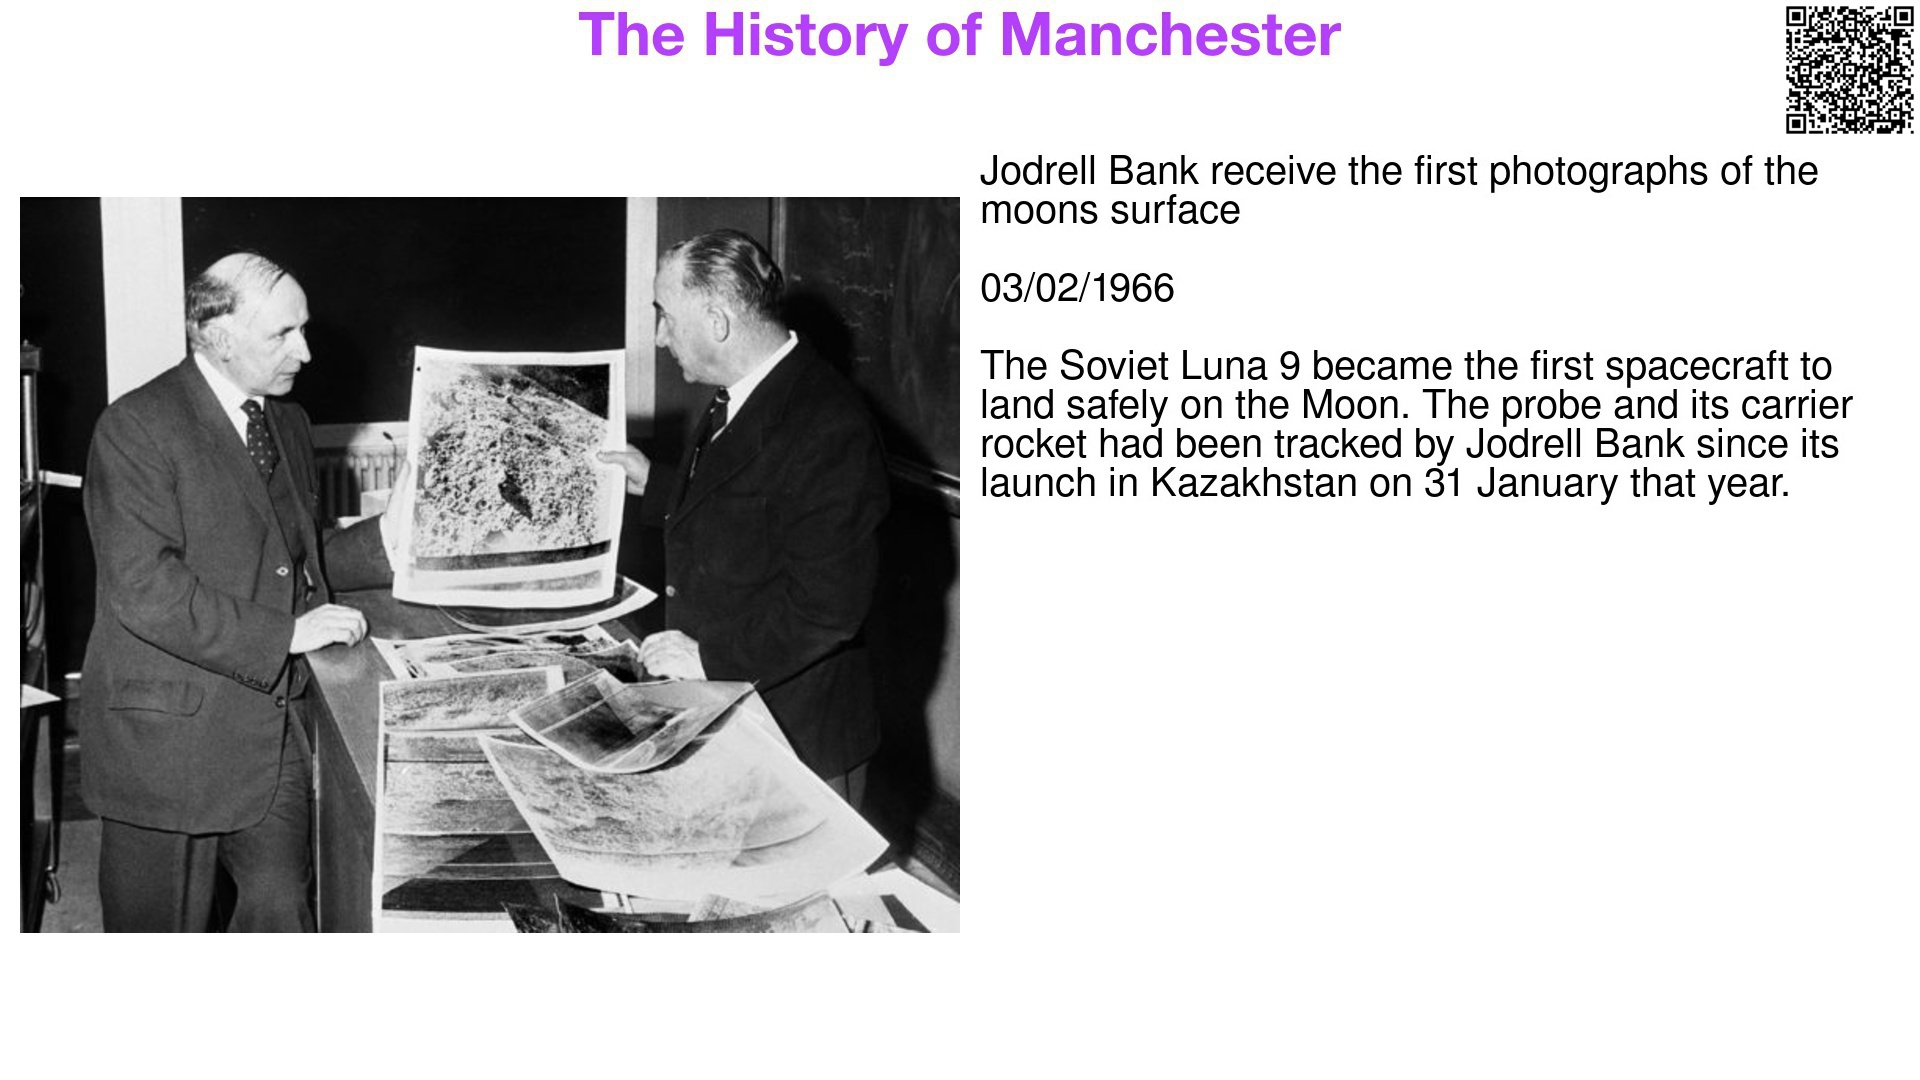 The History of Manchester
Jodrell Bank receive the first photographs of the
moons surface
03/02/1966
The Soviet Luna 9 became the first spacecraft to
land safely on the Moon. The probe and its carrier
rocket had been tracked by Jodrell Bank since its
launch in Kazakhstan on 31 January that year.